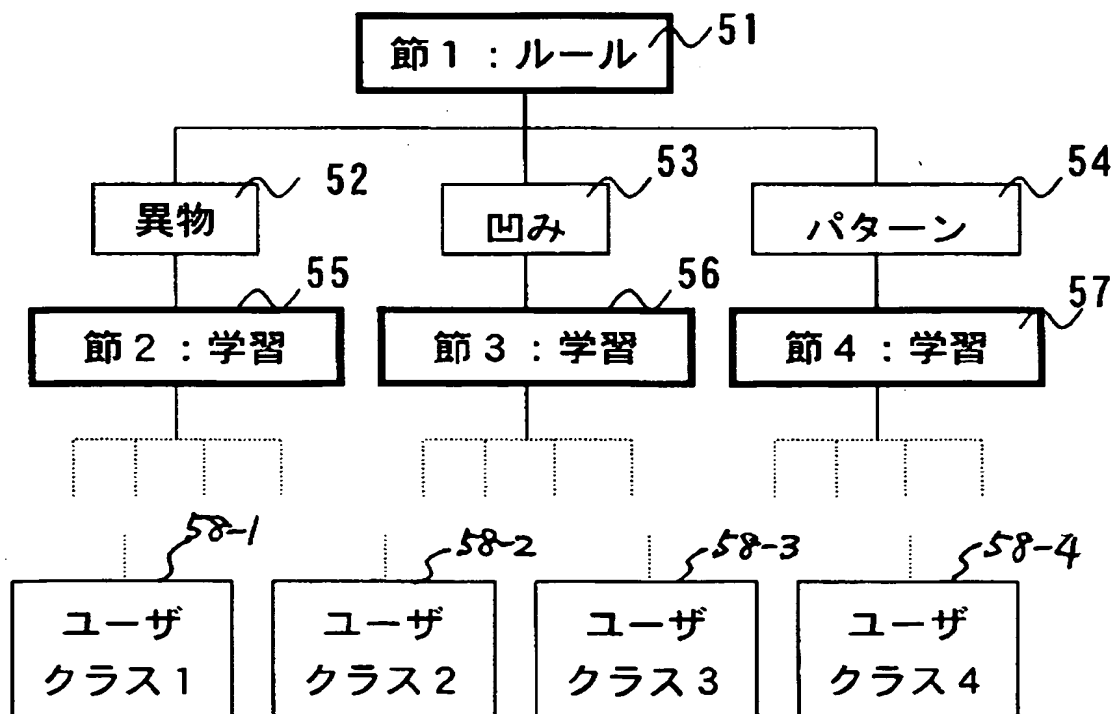 51
節1:ルール
52
53
54
異物
凹み
パターン
55
56
57
節2:学習
節3:学習
節4:学習
58-1
58-2
58-3
58-4
ユーザ
クラス1
ユーザ
クラス2
ユーザ
クラス3
ユーザ
クラス4